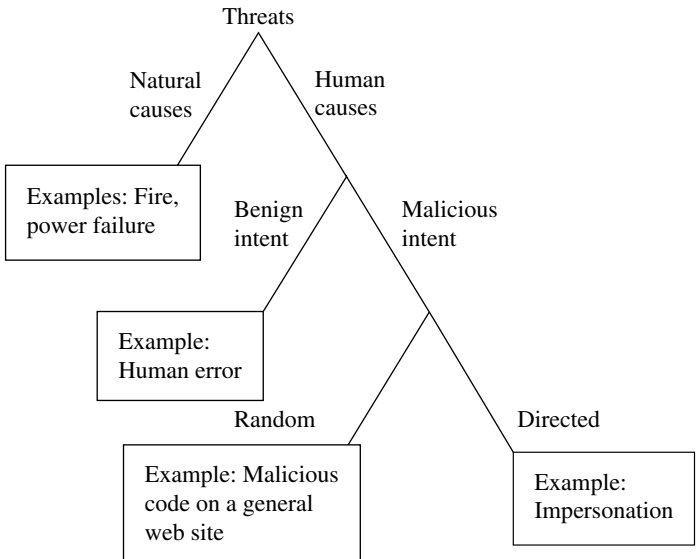 Threats
Natural
causes
Human
causes
Examples: Fire,
power failure
Benign
intent
Malicious
intent
Example:
Human error
Random
Directed
Example: Malicious
code on a general
web site
Example:
Impersonation